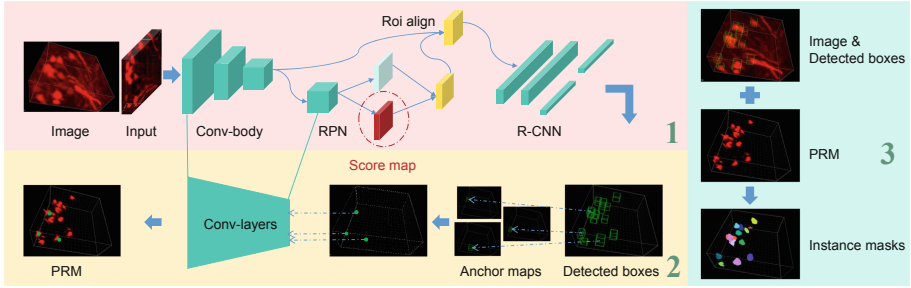 Roi align
Image
Input
Conv-body
RPN
R-CNN
1
Score map
Conv-layers
PRM
Anchor maps
Detected boxes
2
Image &
Detected boxes
PRM
3
Instance masks